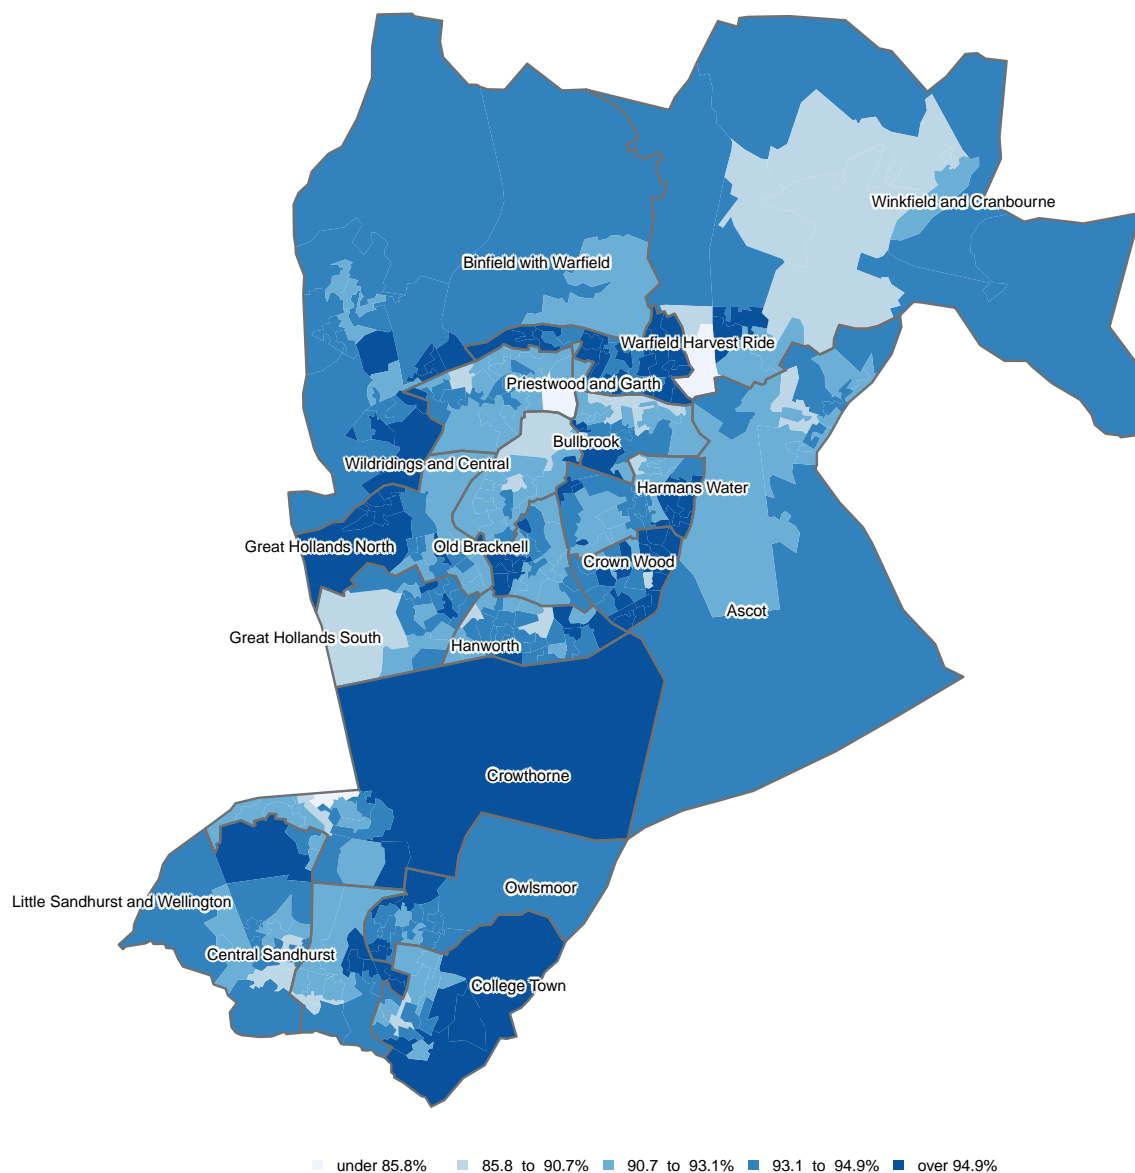 Winkfield and Cranbourne
Binfield with Warfield
Warfield Harvest Ride
Priestwood and Garth
Bullbrook
Wildridings and Central
Harmans Water
Great Hollands North
Old Bracknell
Crown Wood
Ascot
Great Hollands South
Hanworth
Crowthorne
Owlsmoor
Little Sandhurst and Wellington
Central Sandhurst
College Town
under 85.8% 85.8 to 90.7% 90.7 to 93.1% 93.1 to 94.9% over 94.9%